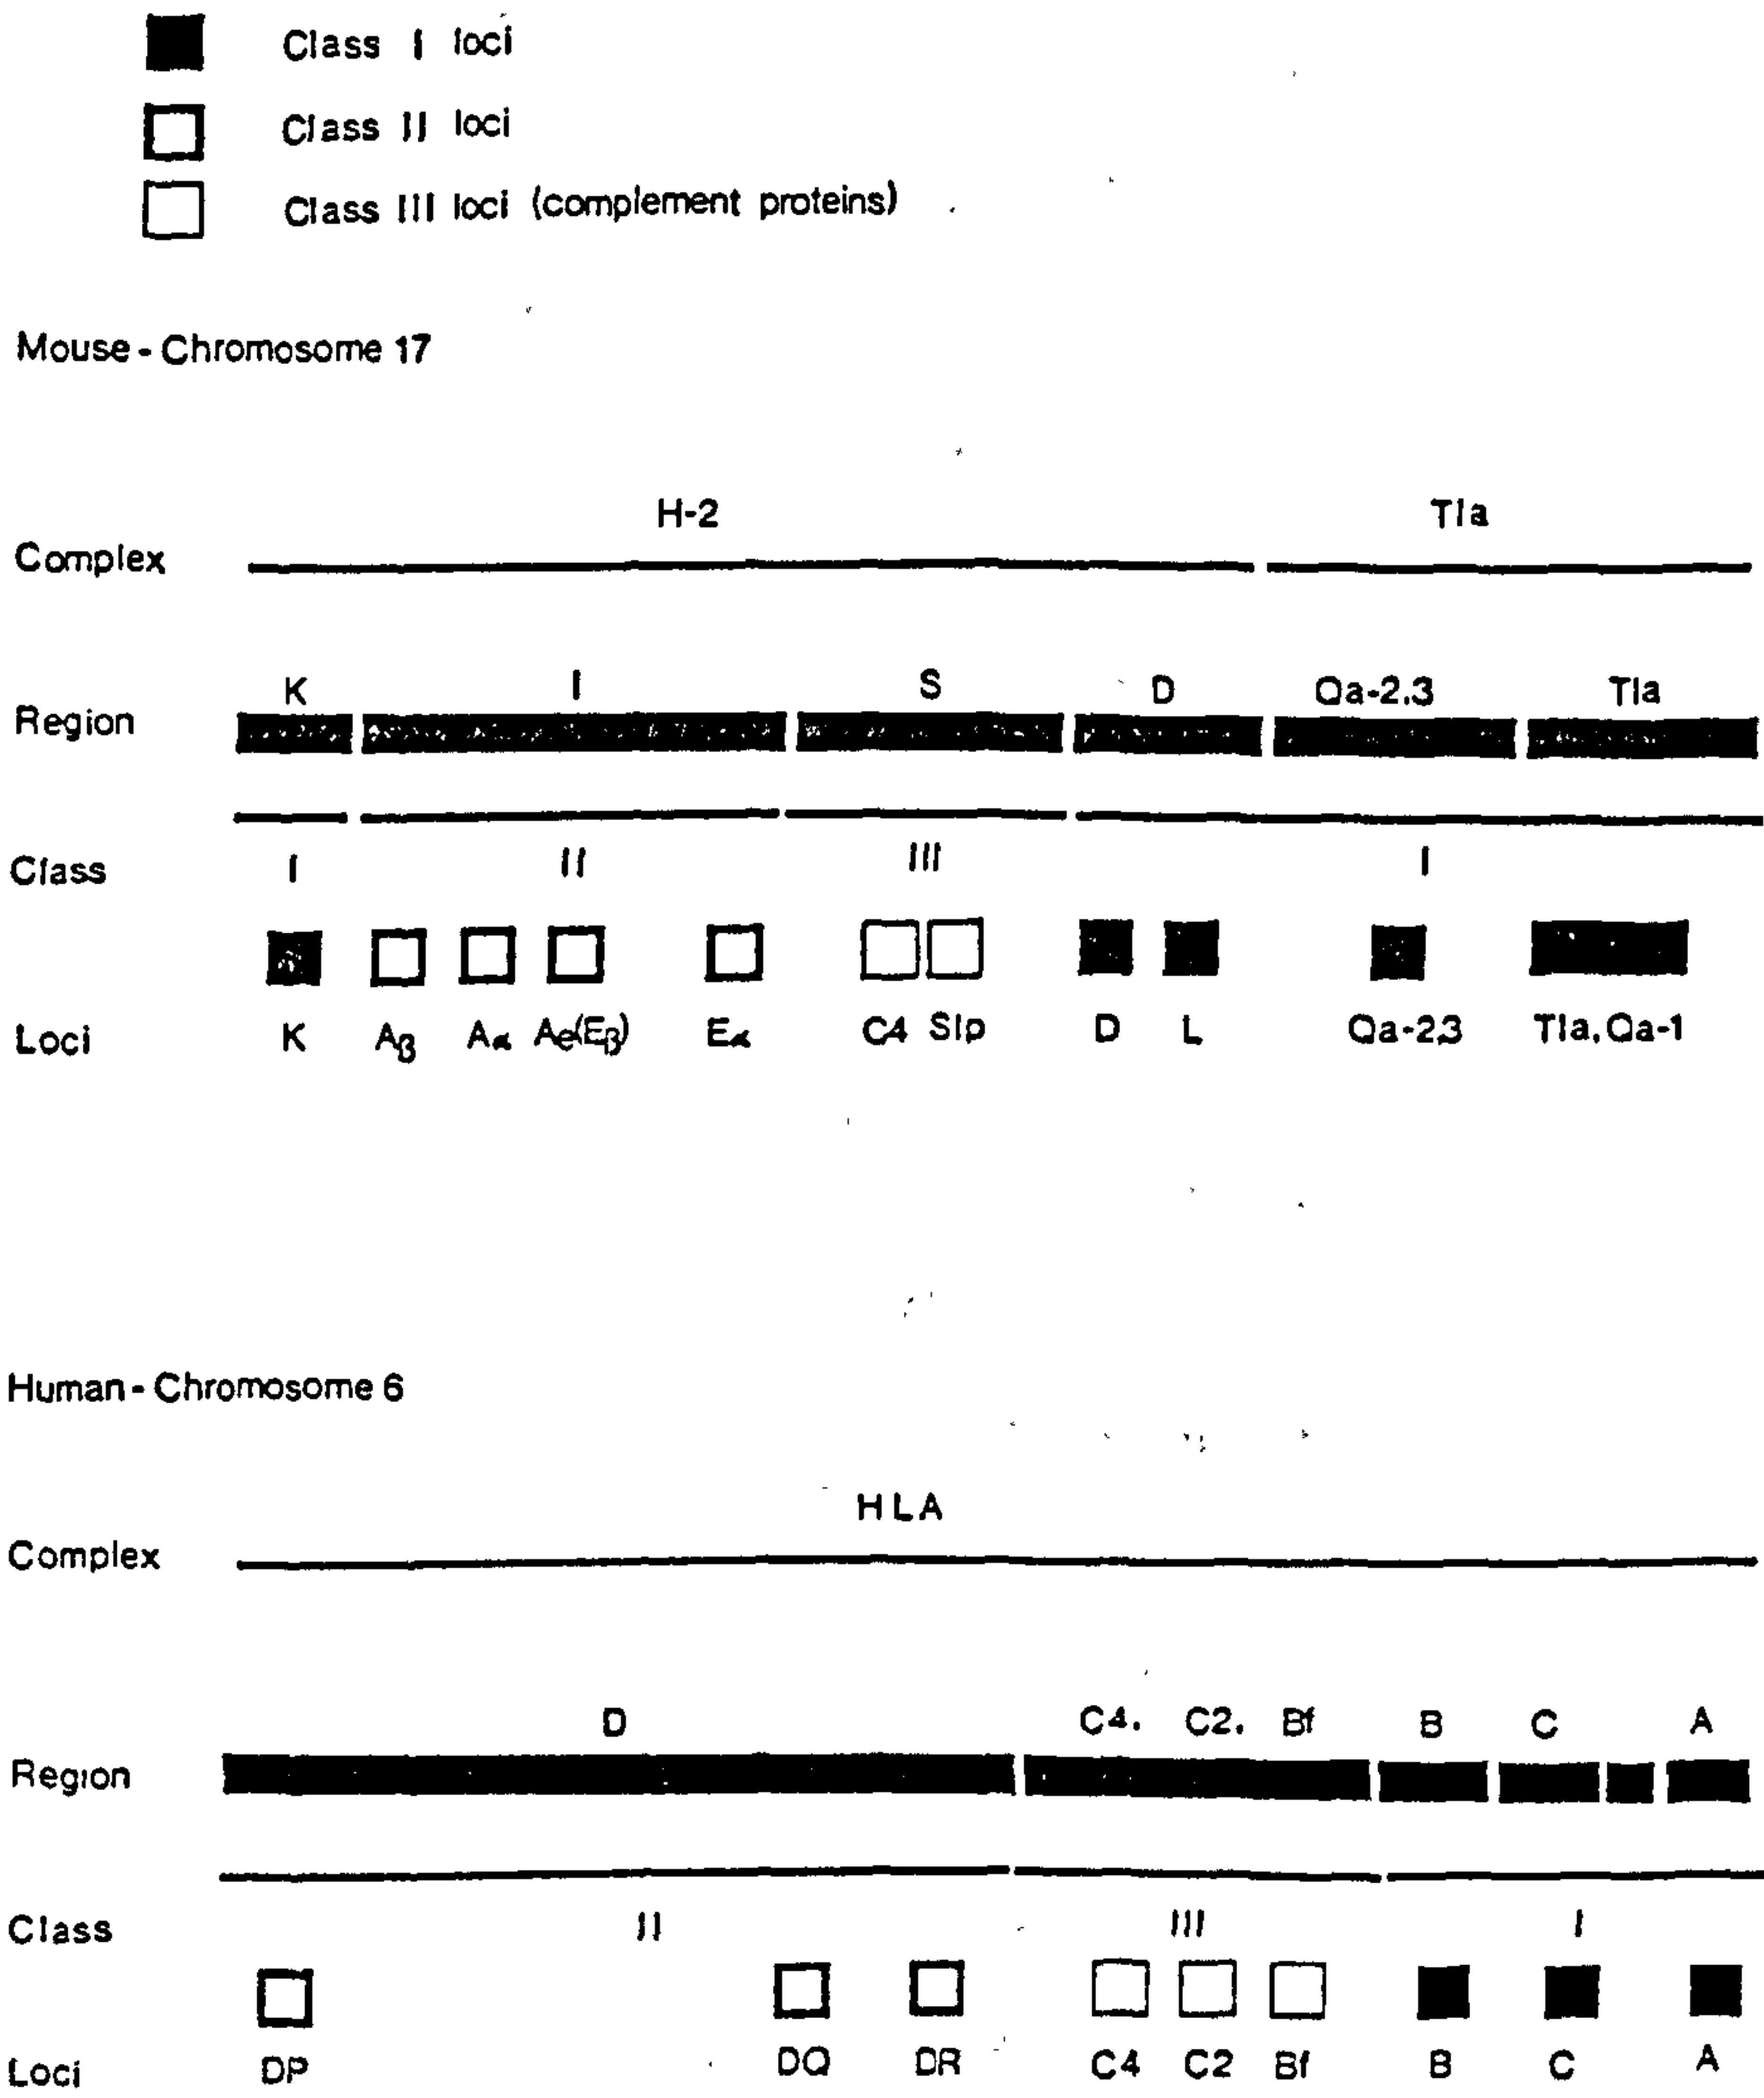 Class I loci
Class II loci
Class III loci (complement proteins)
Mouse - Chromosome 17
H-2 Tla
Complex
K I S D Qa-2.3 Tla
Region
Class I II III I
Loci K Aβ Aα Ae(Eβ) Eα C4 Slp D L Qa-2,3 Tla, Qa-1
Human - Chromosome 6
HLA
Complex
D C4. C2. Bf B C A
Region
Class II III I
Loci DP DQ DR C4 C2 Bf B C A